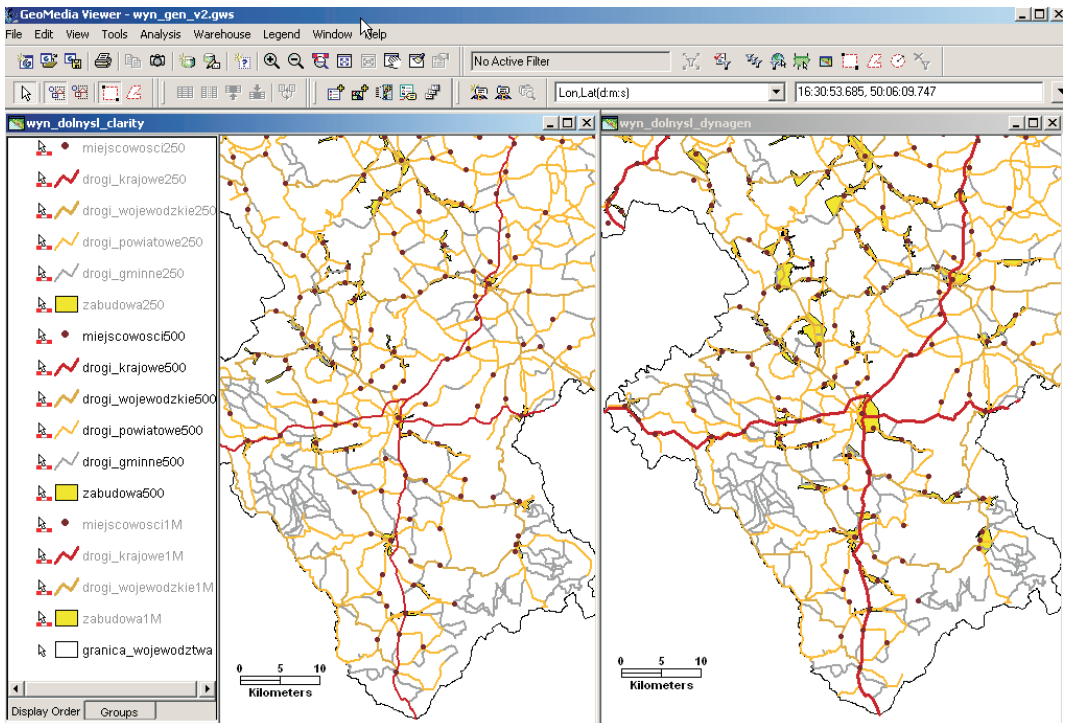 GeoMedia Viewer - wyn_gen_v2.gws
File Edit View Tools Analysis Warehouse Legend Window Help
No Active Filter
Lon,Lat(d:m:s)
16:30:53.685, 50:06:09.747
wyn_dolnysl_clarity
wyn_dolnysl_dynagen
miejscowosci250
drogi_krajowe250
drogi_wojewodzkie250
drogi_powiatowe250
drogi_gminne250
zabudowa250
miejscowosci500
drogi_krajowe500
drogi_wojewodzkie500
drogi_powiatowe500
drogi_gminne500
zabudowa500
miejscowosci1M
drogi_krajowe1M
drogi_wojewodzkie1M
zabudowa1M
granica_wojewodztwa
0 5 10
Kilometers
0 5 10
Kilometers
Display Order Groups